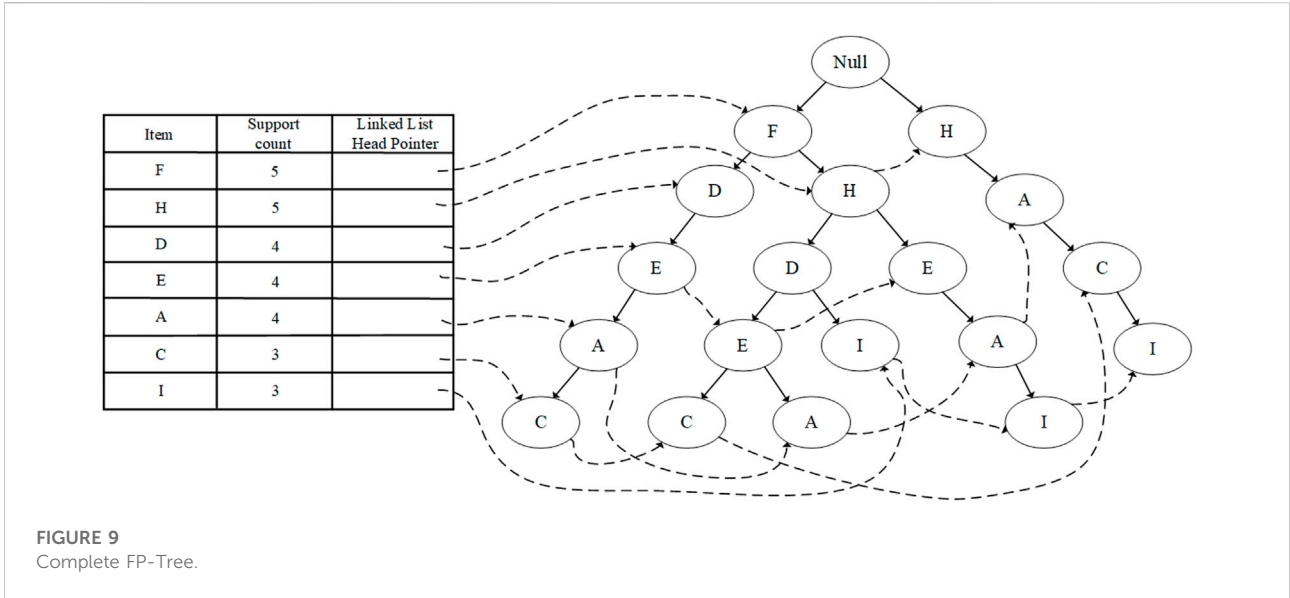 Null
F
H
Item
Support
count
Linked List
Head Pointer
F
5
H
5
D
4
E
4
A
4
C
3
I
3
D
H
A
E
D
E
C
A
E
I
A
I
C
C
A
I
FIGURE 9
Complete FP-Tree.